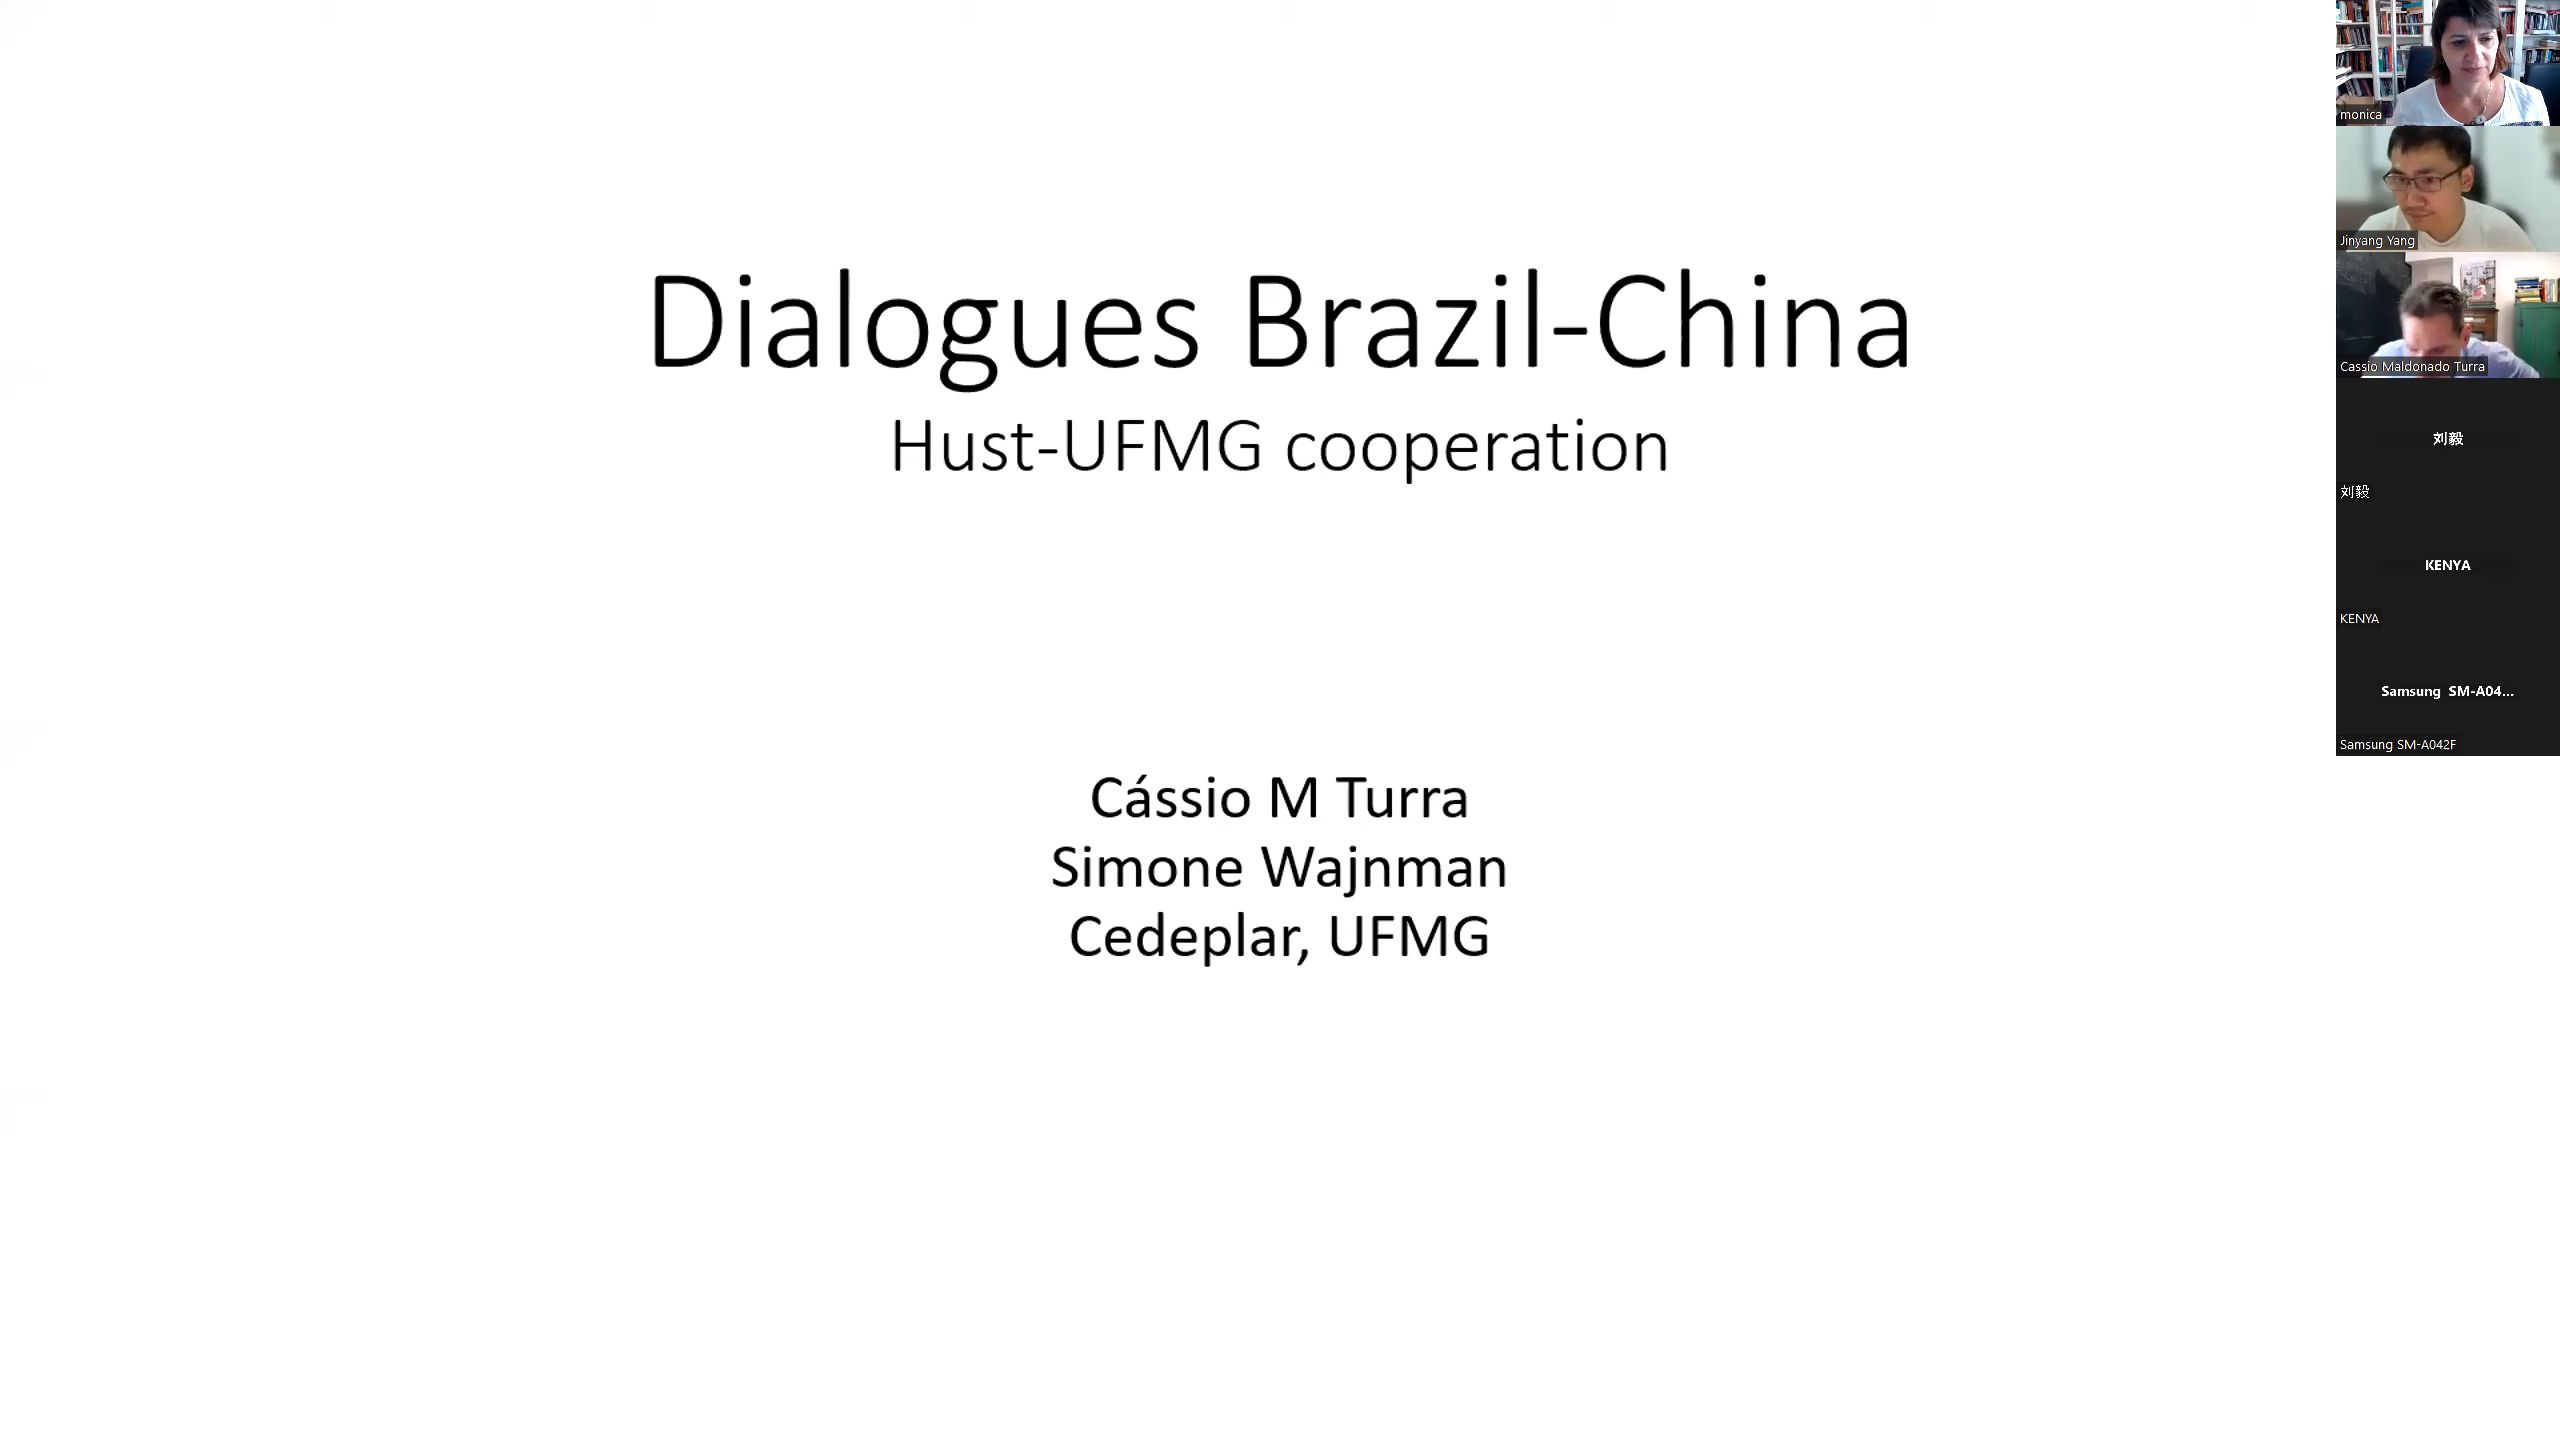 Dialogues Brazil-China
Hust-UFMG cooperation
Cássio M Turra
Simone Wajnman
Cedeplar, UFMG
monica
Jinyang Yang
Cassio Maldonado Turra
刘毅
刘毅
KENYA
KENYA
Samsung SM-A04...
Samsung SM-A042F